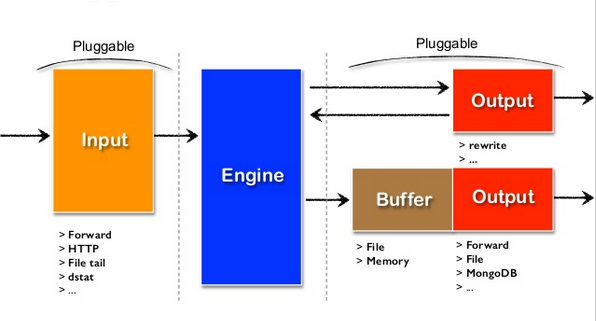 Pluggable
Pluggable
Input
Engine
Output
> rewrite
> ...
Buffer
Output
> Forward
> HTTP
> File tail
> dstat
> ...
> File
> Memory
> Forward
> File
> MongoDB
> ...